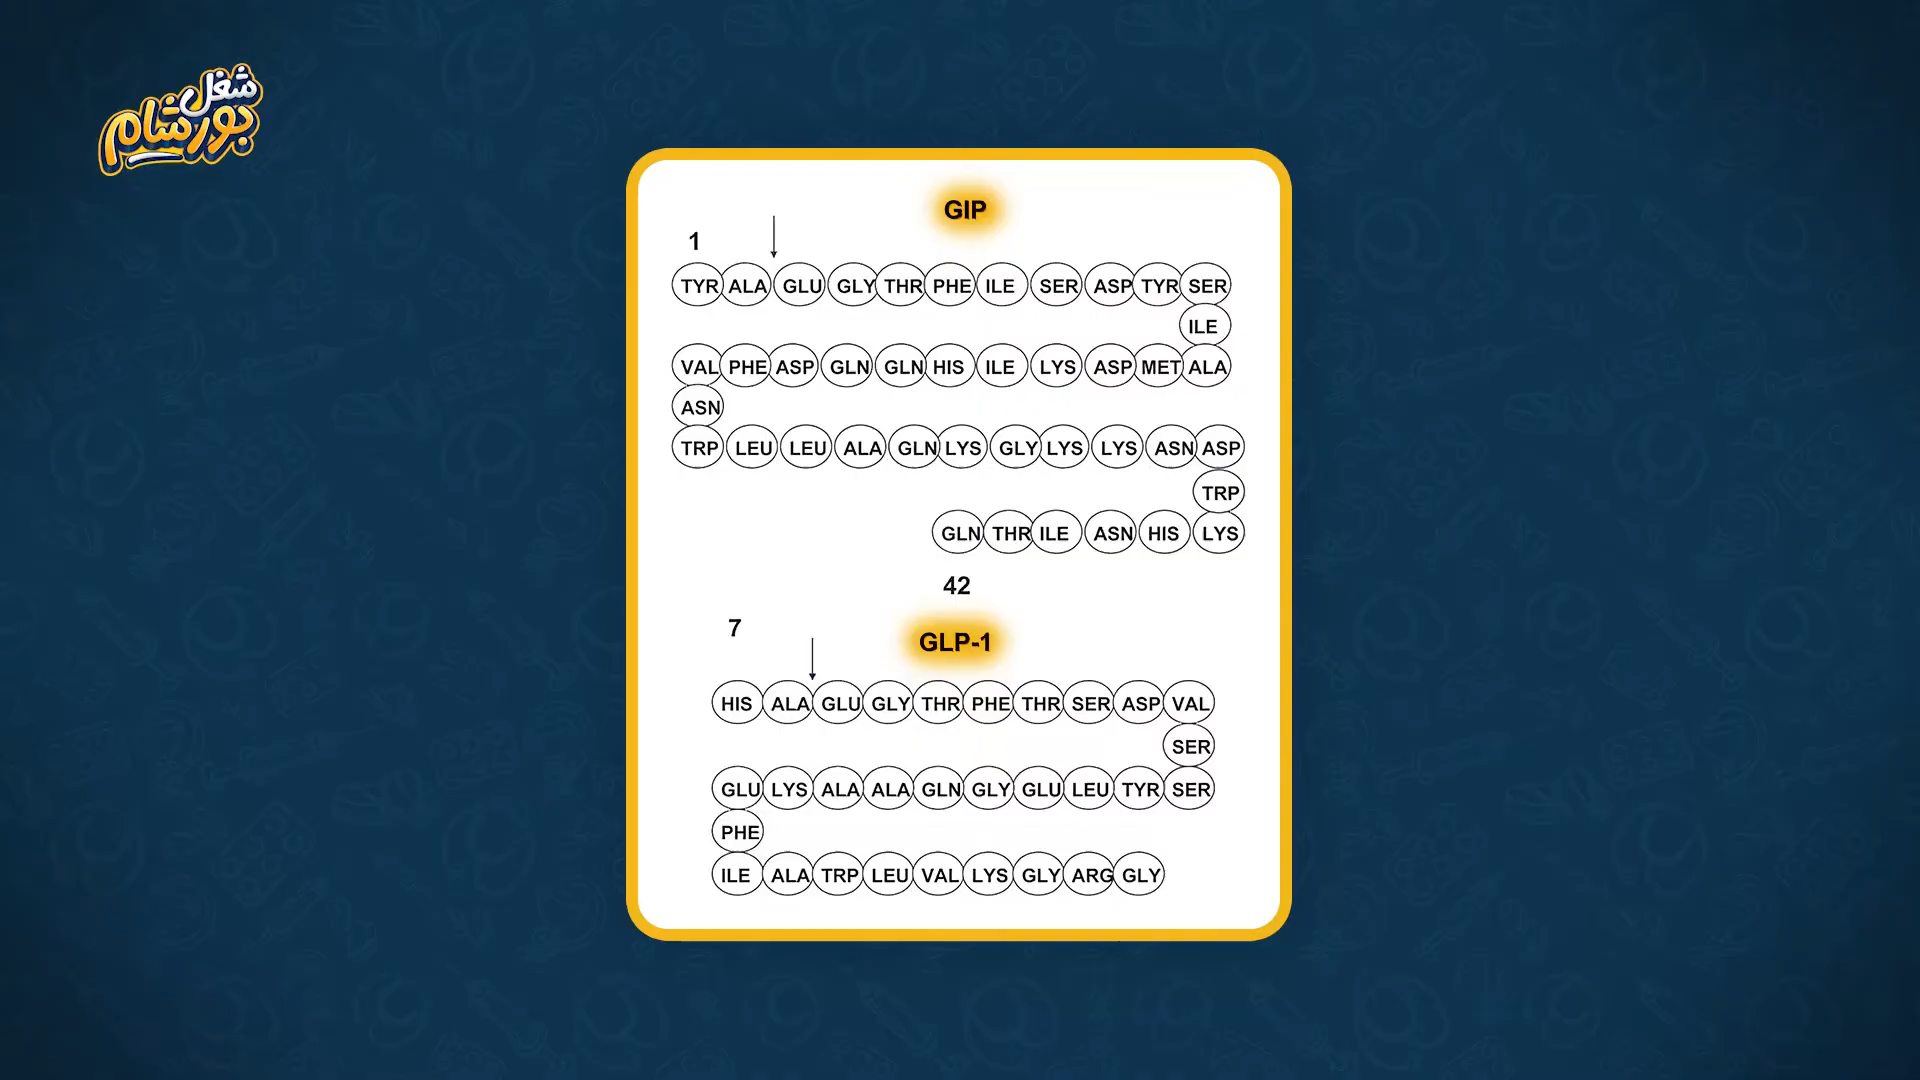 شغل
بورشام
GIP
1
TYR ALA GLU GLY THR PHE ILE SER ASP TYR SER
ILE
VAL PHE ASP GLN GLN HIS ILE LYS ASP MET ALA
ASN
TRP LEU LEU ALA GLN LYS GLY LYS LYS ASN ASP
TRP
GLN THR ILE ASN HIS LYS
42
7
GLP-1
HIS ALA GLU GLY THR PHE THR SER ASP VAL
SER
GLU LYS ALA ALA GLN GLY GLU LEU TYR SER
PHE
ILE ALA TRP LEU VAL LYS GLY ARG GLY